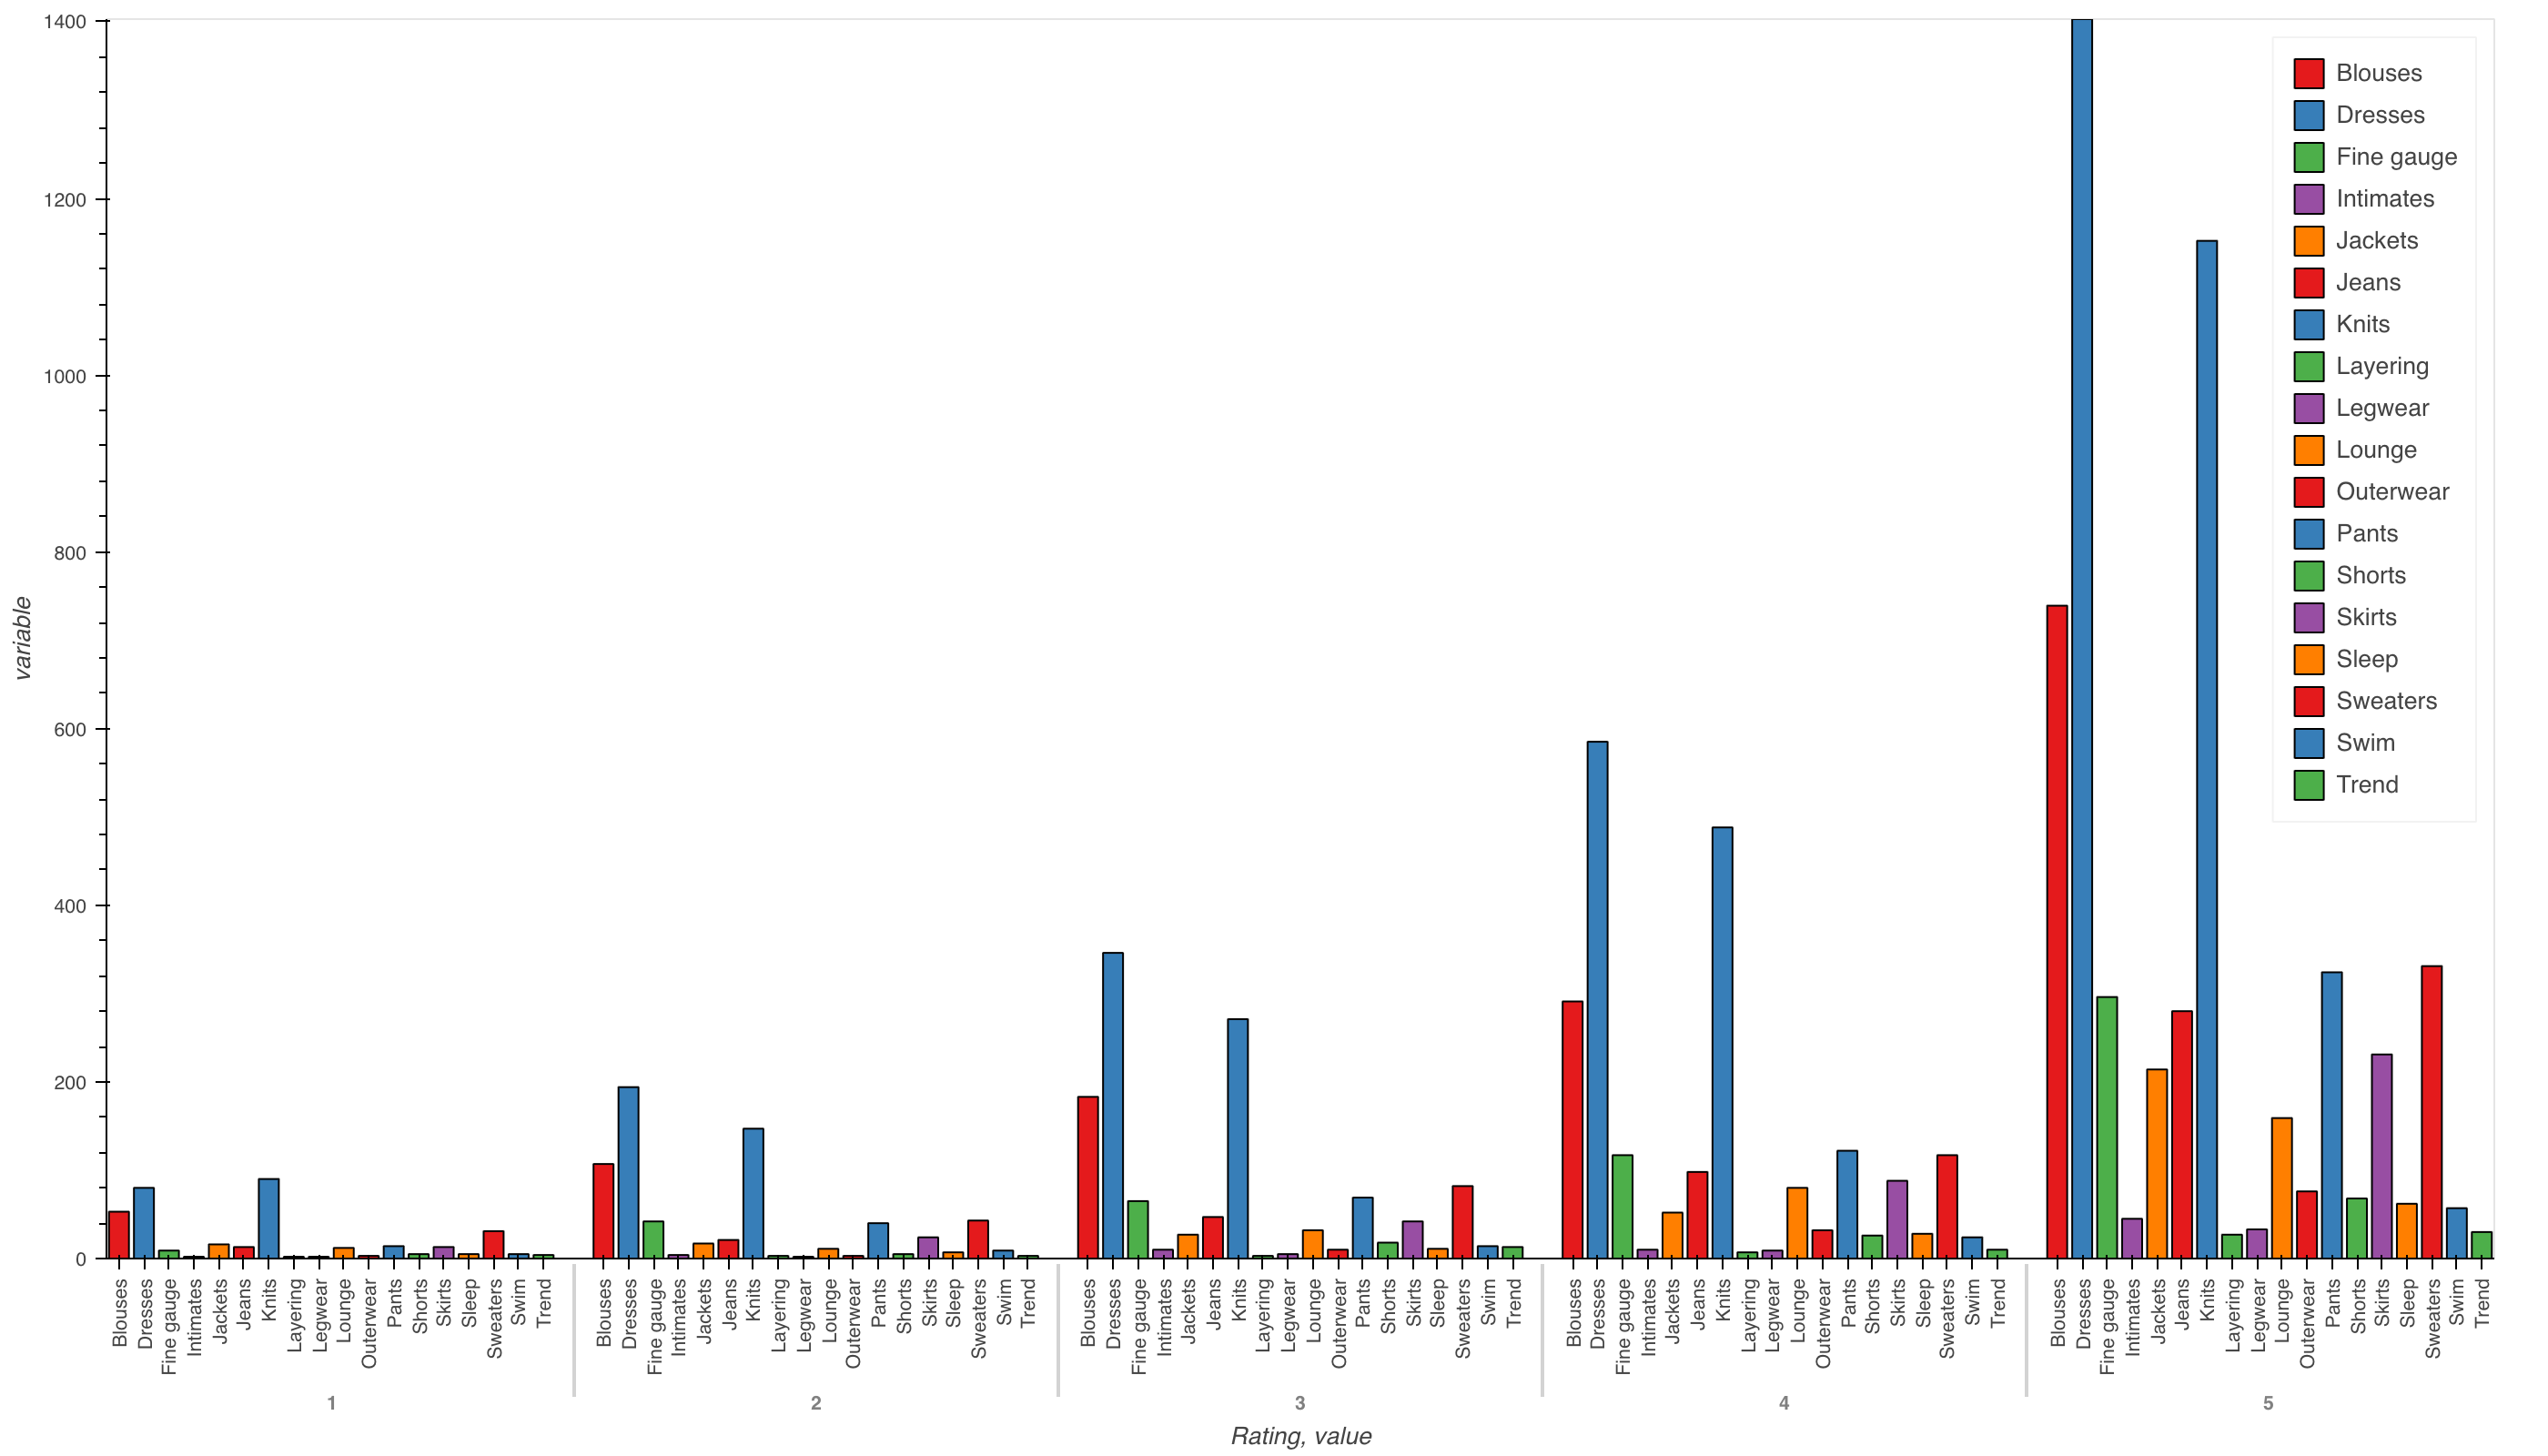 1400
1200
1000
800
600
400
200
0
variable
Blouses
Dresses
Fine gauge
Intimates
Jackets
Jeans
Knits
Layering
Legwear
Lounge
Outerwear
Pants
Shorts
Skirts
Sleep
Sweaters
Swim
Trend
Blouses Dresses Fine gauge Intimates Jackets Jeans Knits Layering Legwear Lounge Outerwear Pants Shorts Skirts Sleep Sweaters Swim Trend
Blouses Dresses Fine gauge Intimates Jackets Jeans Knits Layering Legwear Lounge Outerwear Pants Shorts Skirts Sleep Sweaters Swim Trend
Blouses Dresses Fine gauge Intimates Jackets Jeans Knits Layering Legwear Lounge Outerwear Pants Shorts Skirts Sleep Sweaters Swim Trend
Blouses Dresses Fine gauge Intimates Jackets Jeans Knits Layering Legwear Lounge Outerwear Pants Shorts Skirts Sleep Sweaters Swim Trend
Blouses Dresses Fine gauge Intimates Jackets Jeans Knits Layering Legwear Lounge Outerwear Pants Shorts Skirts Sleep Sweaters Swim Trend
1 2 3 4 5
Rating, value